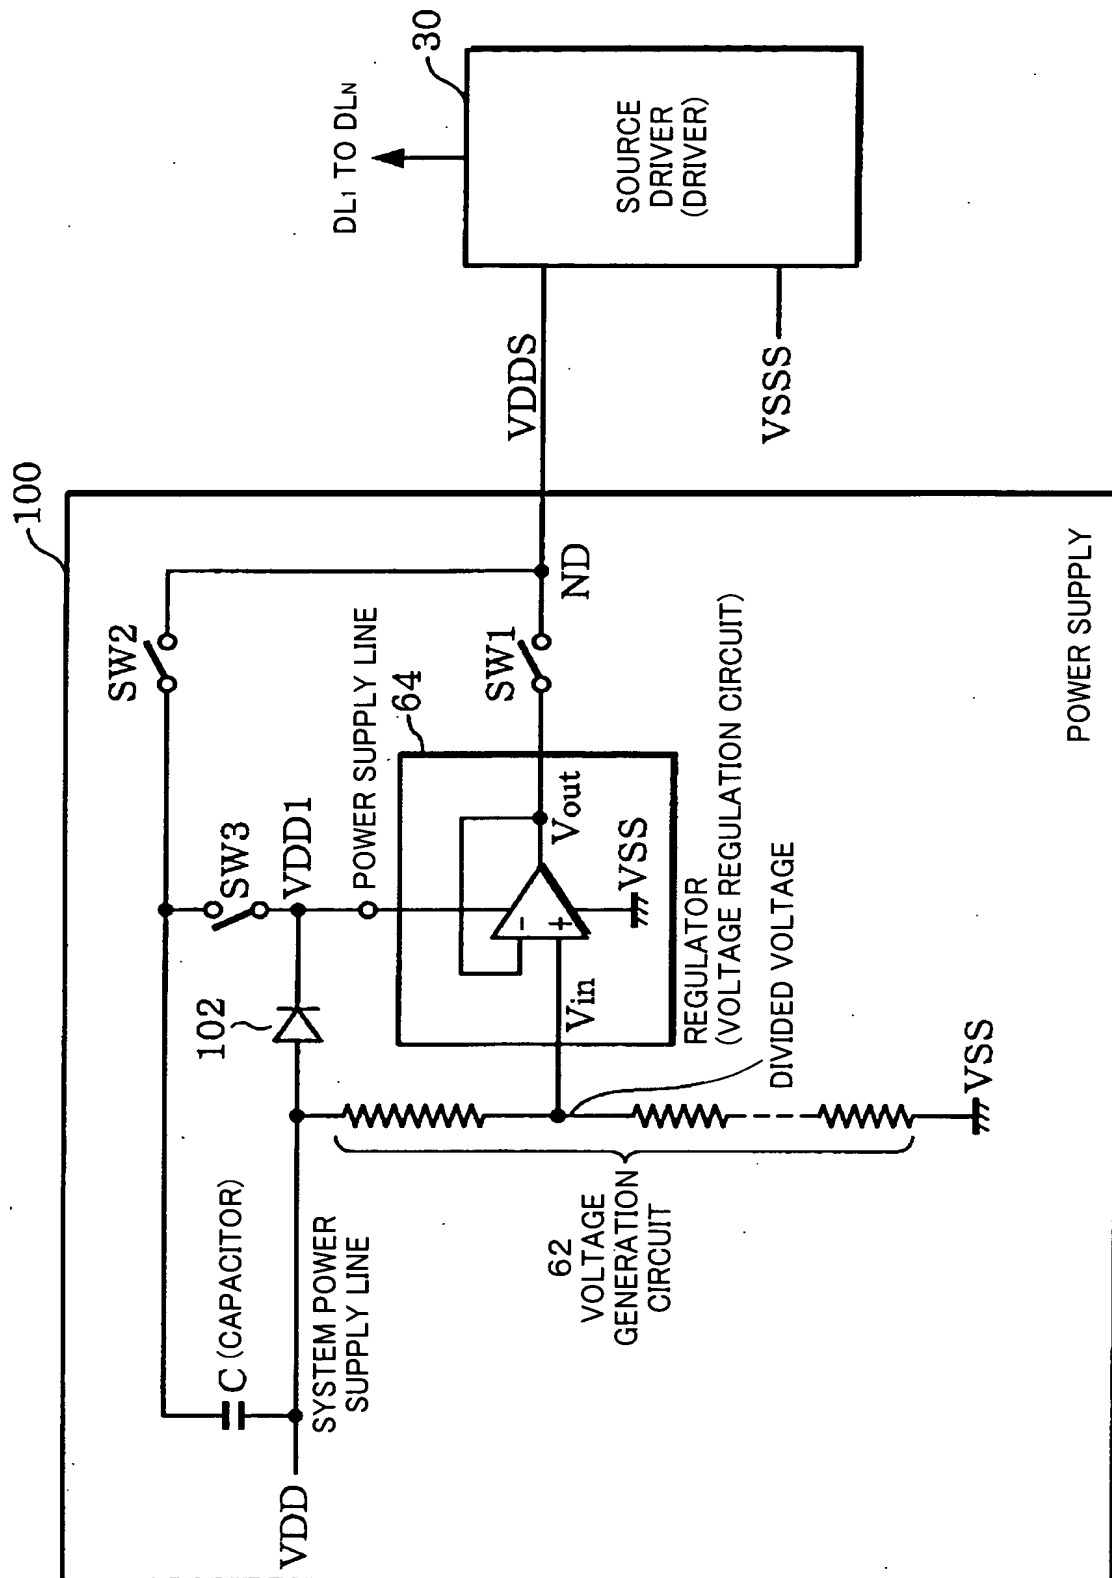 100
SW2
C (CAPACITOR)
102
SW3
VDD1
POWER SUPPLY LINE
64
VDD
SYSTEM POWER
SUPPLY LINE
Vin
-
+
Vout
VSS
SW1
ND
VDDS
DL1 TO DLN
30
SOURCE
DRIVER
(DRIVER)
VSSS
62
VOLTAGE
GENERATION
CIRCUIT
REGULATOR
(VOLTAGE REGULATION CIRCUIT)
DIVIDED VOLTAGE
VSS
POWER SUPPLY